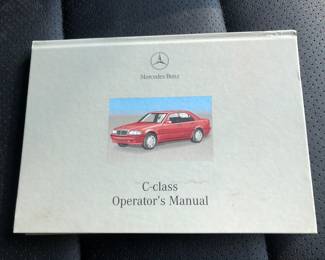 Mercedes-Benz
C-class
Operator's Manual